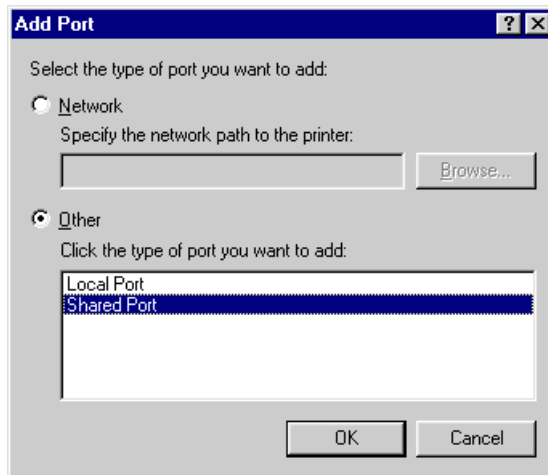 Add Port
Select the type of port you want to add:
Network
Specify the network path to the printer:
Browse...
Other
Click the type of port you want to add:
Local Port
Shared Port
OK Cancel